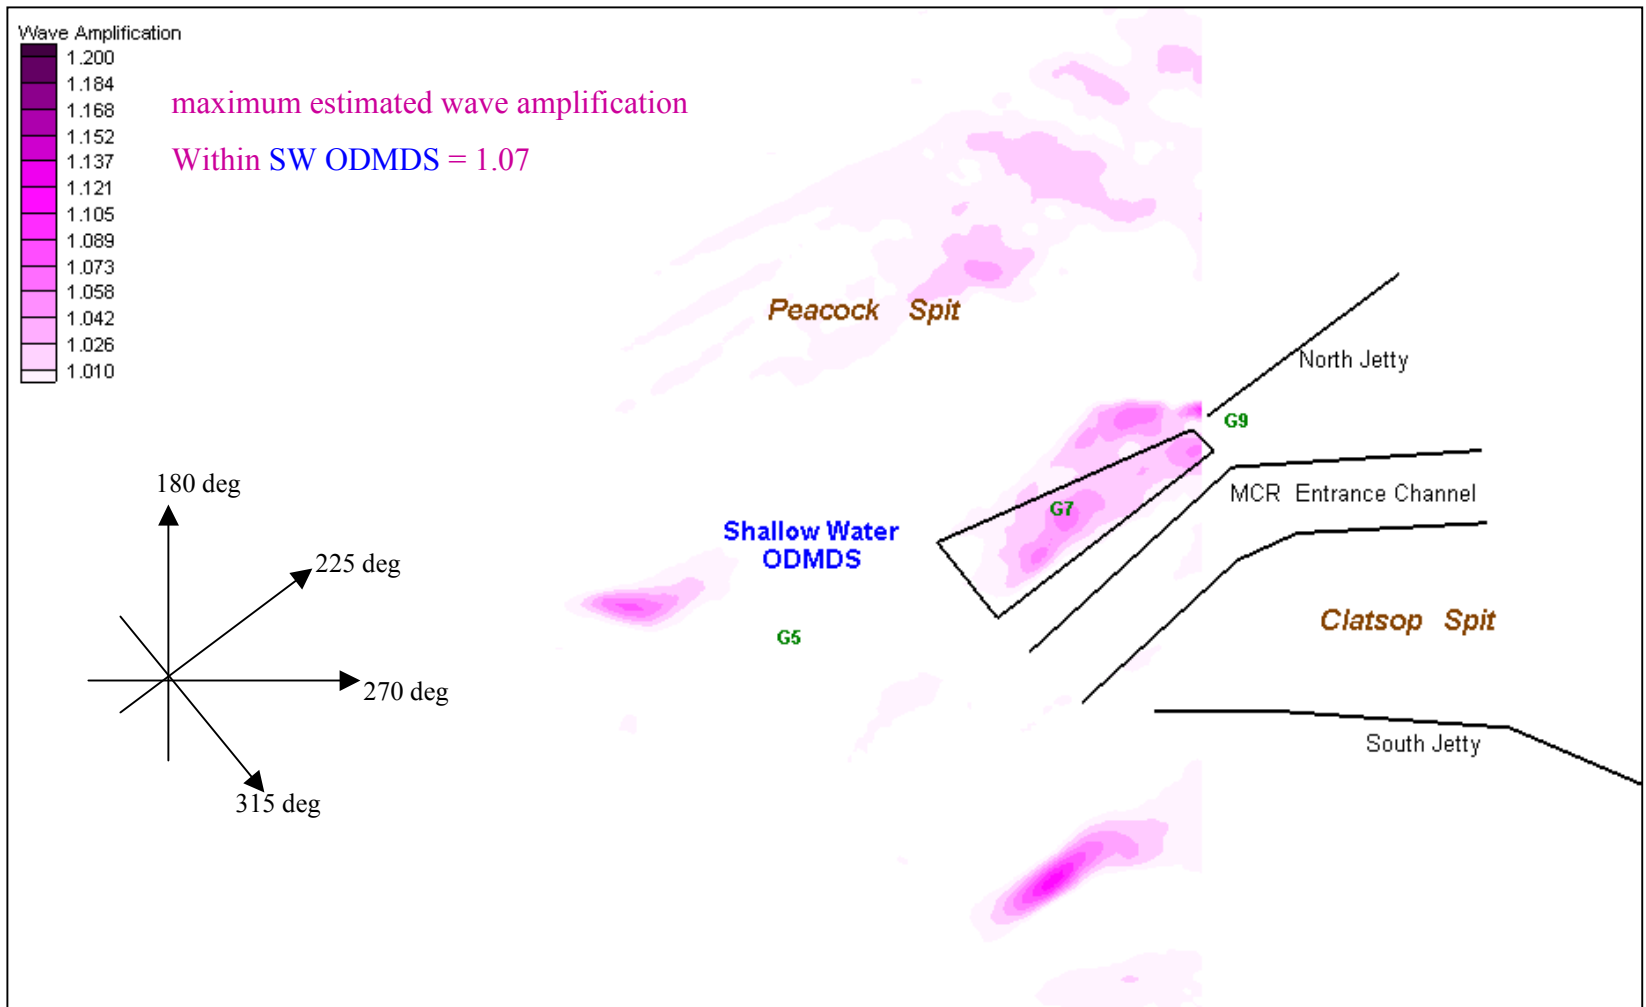 Wave Amplification
1.200
1.184
1.168
1.152
1.137
1.121
1.105
1.089
1.073
1.058
1.042
1.026
1.010
maximum estimated wave amplification
Within SW ODMDS = 1.07
Peacock Spit
North Jetty
G9
MCR Entrance Channel
G7
Shallow Water
ODMDS
G5
Clatsop Spit
South Jetty
180 deg
225 deg
270 deg
315 deg